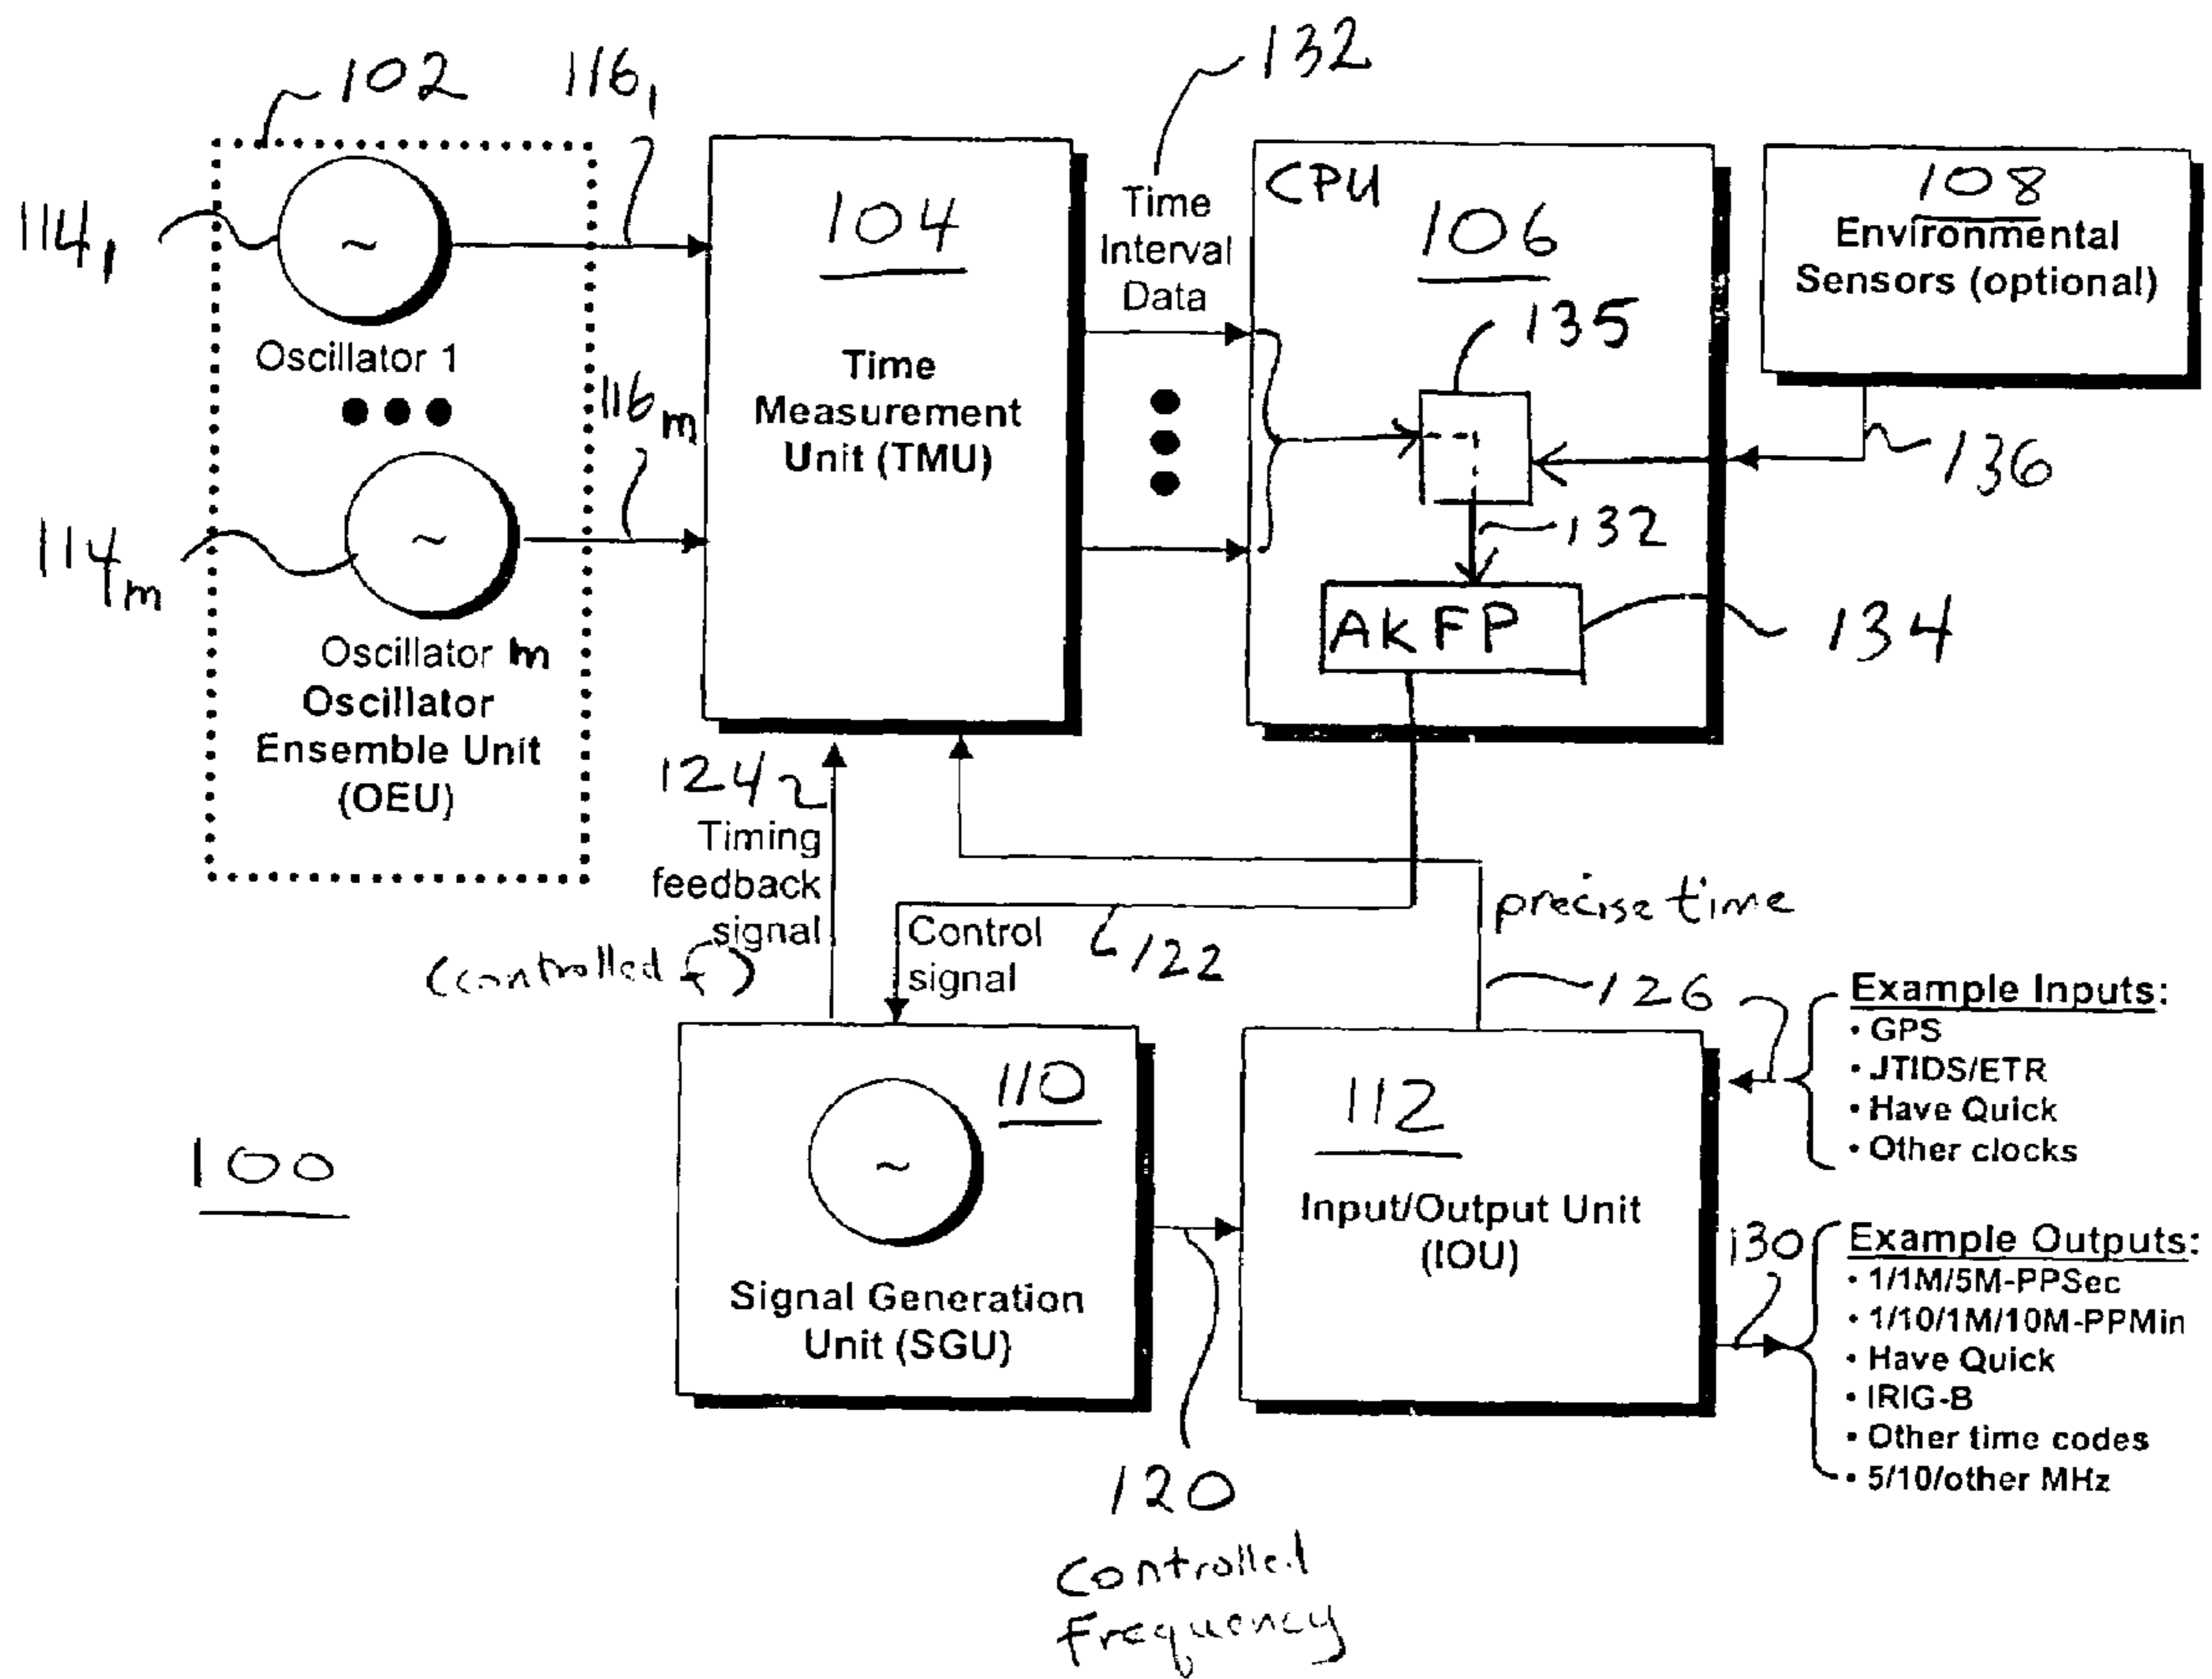 102
116₁
132
114₁
~
Oscillator 1
●●●
116m
114m
~
Oscillator m
Oscillator
Ensemble Unit
(OEU)
104
Time
Measurement
Unit (TMU)
Time
Interval
Data
CPU
106
135
132
AKFP
134
108
Environmental
Sensors (optional)
136
124₂
Timing
feedback
signal
(controlled f)
Control
signal
122
precise time
126
100
110
~
Signal Generation
Unit (SGU)
112
Input/Output Unit
(IOU)
120
Controlled
Frequency
Example Inputs:
• GPS
• JTIDS/ETR
• Have Quick
• Other clocks
130
Example Outputs:
• 1/1M/5M-PPSec
• 1/10/1M/10M-PPMin
• Have Quick
• IRIG-B
• Other time codes
• 5/10/other MHz